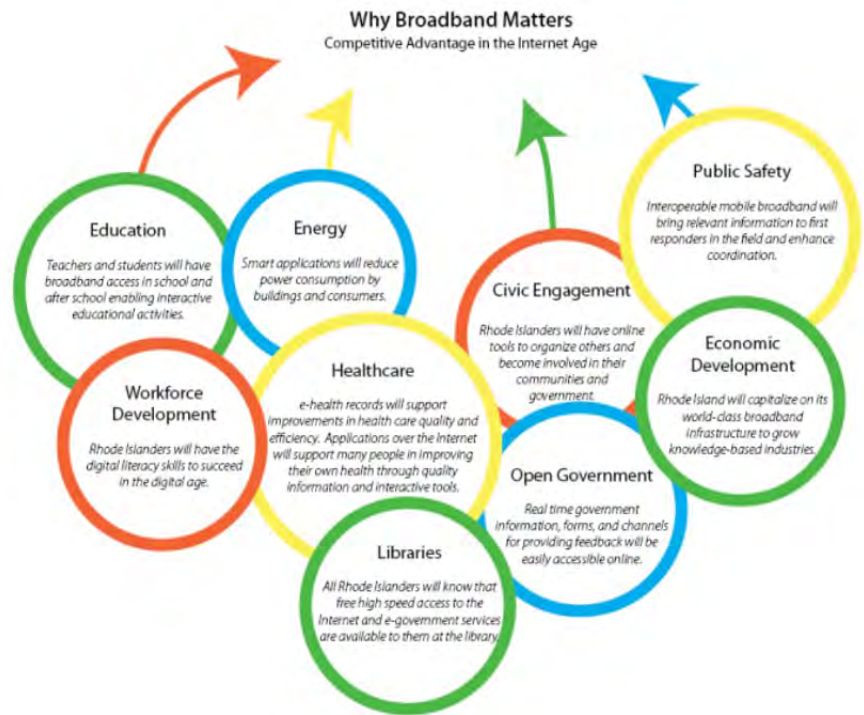 Why Broadband Matters
Competitive Advantage in the Internet Age
Education
Teachers and students will have
broadband access in school and
after school enabling interactive
educational activities.
Energy
Smart applications will reduce
power consumption by
buildings and consumers.
Public Safety
Interoperable mobile broadband will
bring relevant information to first
responders in the field and enhance
coordination.
Civic Engagement
Rhode Islanders will have online
tools to organize others and
become involved in their
communities and
government.
Economic
Development
Rhode Island will capitalize on its
world-class broadband
infrastructure to grow
knowledge-based industries.
Workforce
Development
Rhode Islanders will have the
digital literacy skills to succeed
in the digital age.
Healthcare
e-health records will support
improvements in health care quality and
efficiency. Applications over the Internet
will support many people in improving
their own health through quality
information and interactive tools.
Open Government
Real time government
information, forms, and channels
for providing feedback will be
easily accessible online.
Libraries
All Rhode Islanders will know that
free high speed access to the
Internet and e-government services
are available to them at the library.